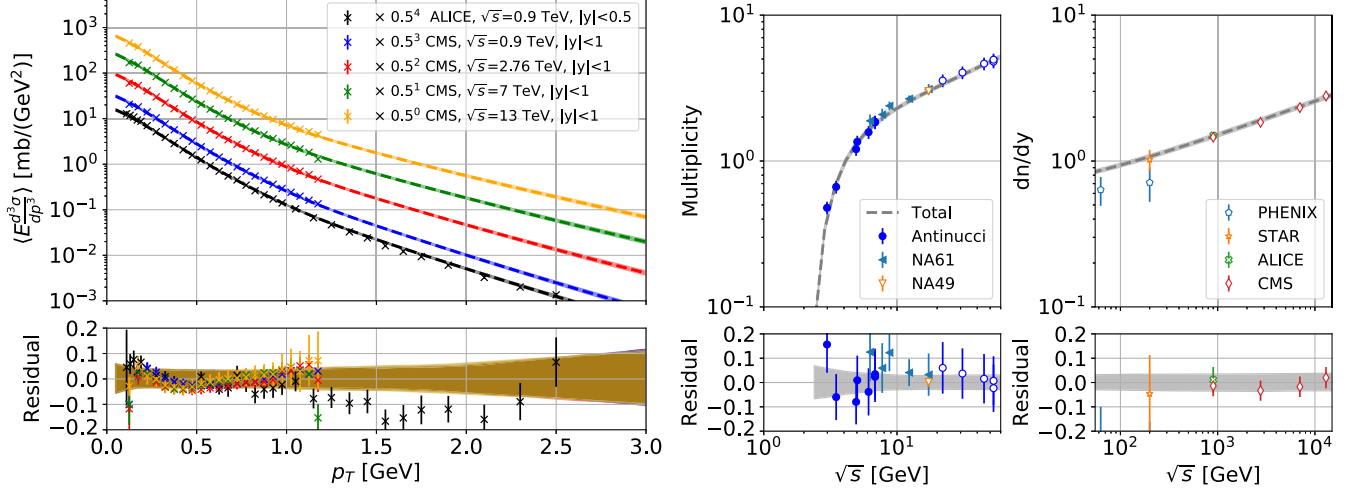 ⟨E d³σ/dp³⟩ [mb/(GeV²)]
10³
10²
10¹
10⁰
10⁻¹
10⁻²
10⁻³
× 0.5⁴ ALICE, √s=0.9 TeV, |y|<0.5
× 0.5³ CMS, √s=0.9 TeV, |y|<1
× 0.5² CMS, √s=2.76 TeV, |y|<1
× 0.5¹ CMS, √s=7 TeV, |y|<1
× 0.5⁰ CMS, √s=13 TeV, |y|<1
Residual
0.2
0.1
0.0
−0.1
−0.2
0.0 0.5 1.0 1.5 2.0 2.5 3.0
p_T [GeV]
Multiplicity
10¹
10⁰
10⁻¹
Total
Antinucci
NA61
NA49
Residual
0.2
0.1
0.0
−0.1
−0.2
10⁰ 10¹
√s [GeV]
dn/dy
10¹
10⁰
10⁻¹
PHENIX
STAR
ALICE
CMS
Residual
0.2
0.1
0.0
−0.1
−0.2
10² 10³ 10⁴
√s [GeV]